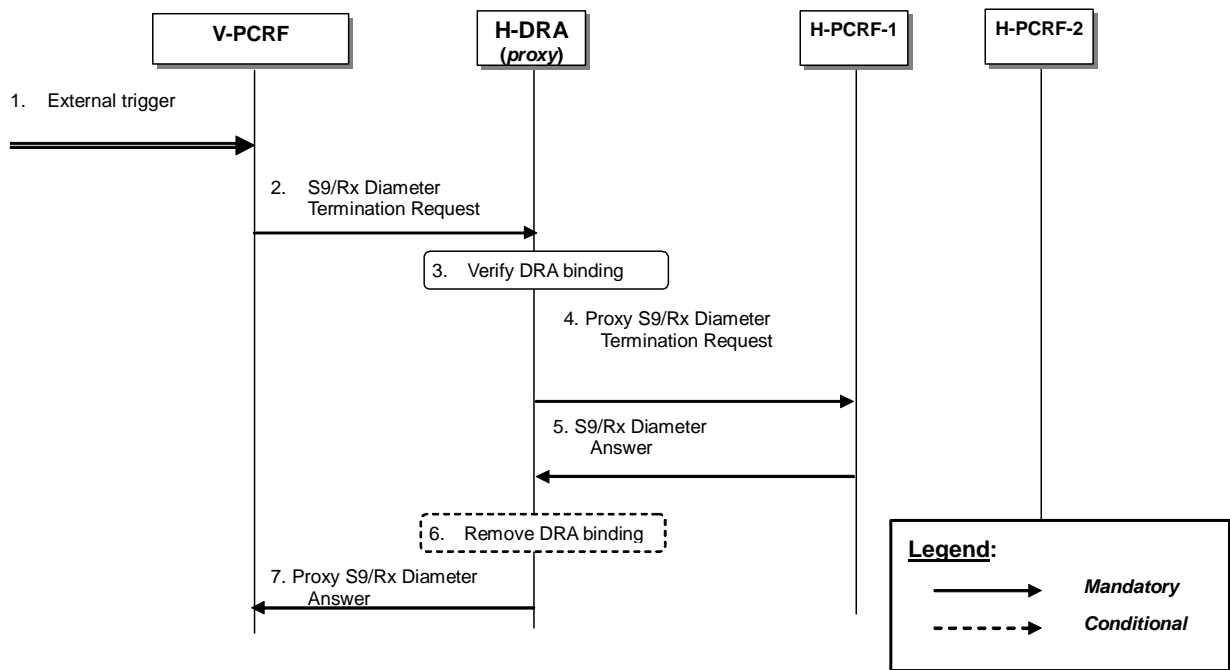 V-PCRF
H-DRA
(proxy)
H-PCRF-1
H-PCRF-2
1. External trigger
2. S9/Rx Diameter
Termination Request
3. Verify DRA binding
4. Proxy S9/Rx Diameter
Termination Request
5. S9/Rx Diameter
Answer
6. Remove DRA binding
7. Proxy S9/Rx Diameter
Answer
Legend:
Mandatory
Conditional